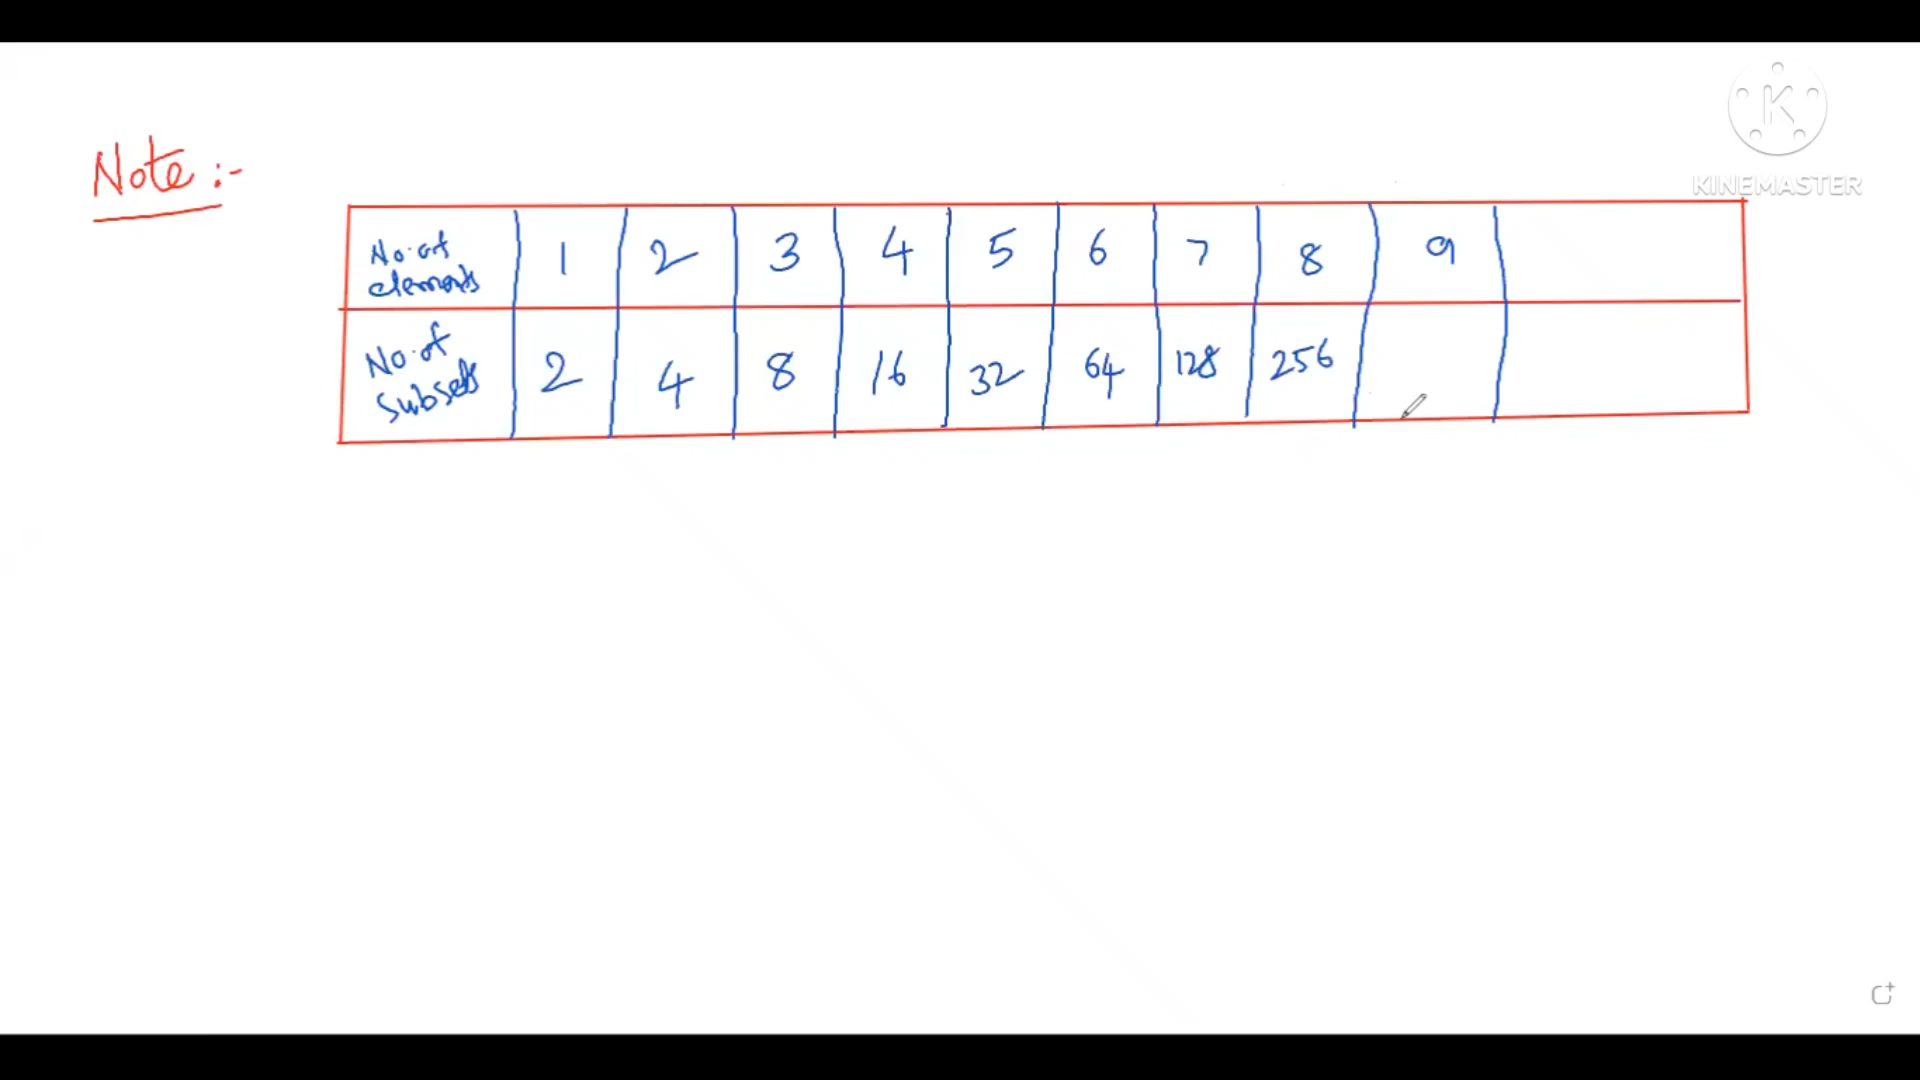 Note :-
KINEMASTER
No. of elements 1 2 3 4 5 6 7 8 9
No. of subsets 2 4 8 16 32 64 128 256